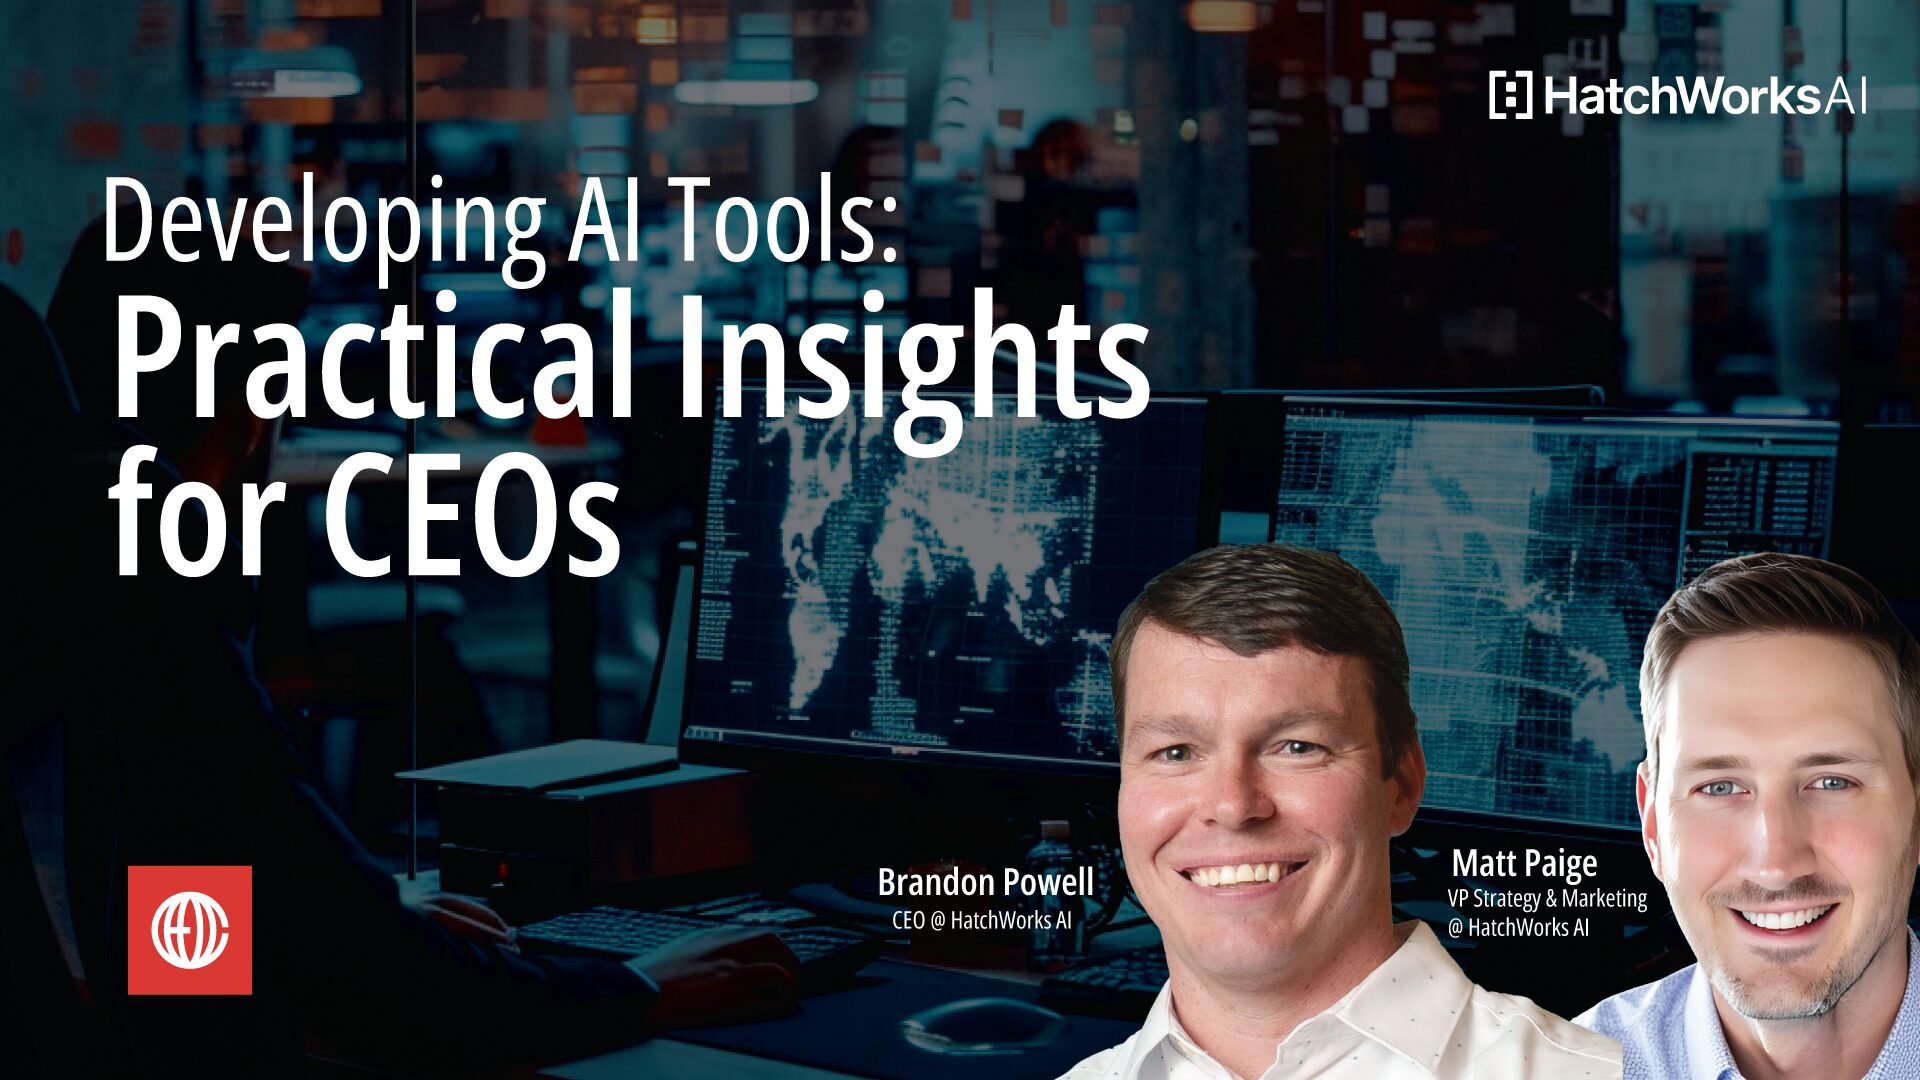 HatchWorksAI
Developing AI Tools:
Practical Insights
for CEOs
Brandon Powell
CEO @ HatchWorks AI
Matt Paige
VP Strategy & Marketing
@ HatchWorks AI